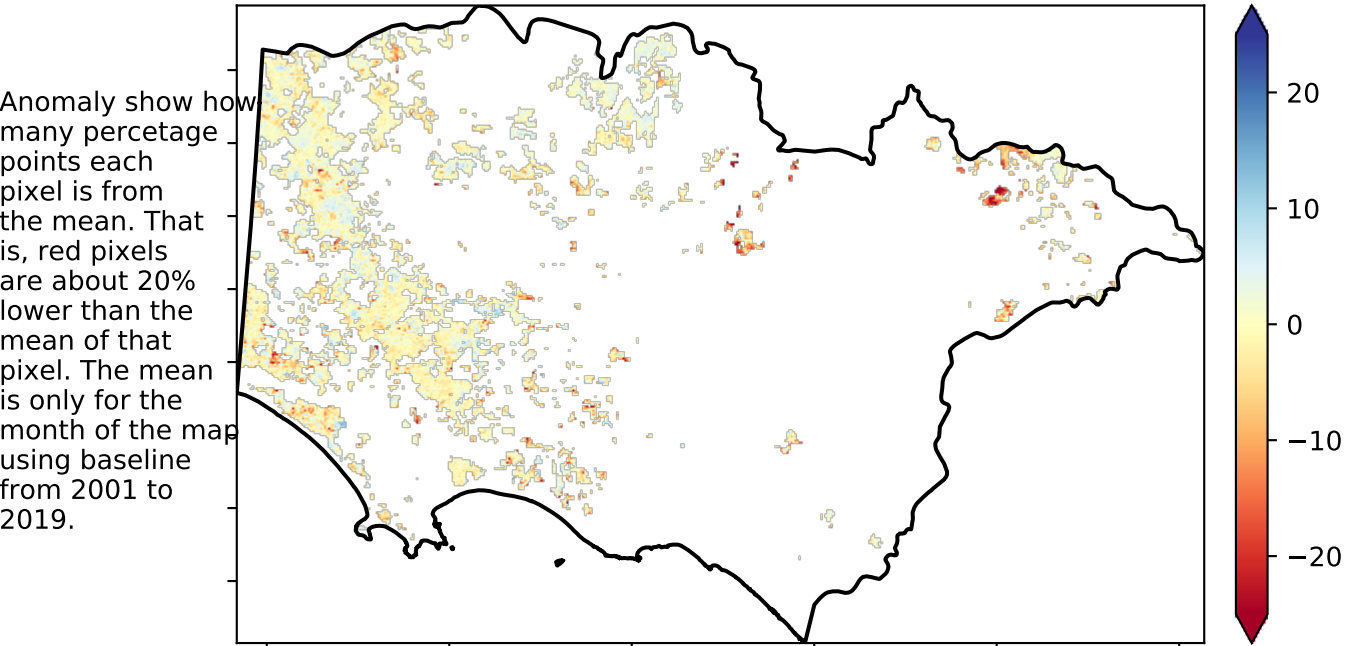 Anomaly show how
many percetage
points each
pixel is from
the mean. That
is, red pixels
are about 20%
lower than the
mean of that
pixel. The mean
is only for the
month of the map
using baseline
from 2001 to
2019.
20
10
0
−10
−20